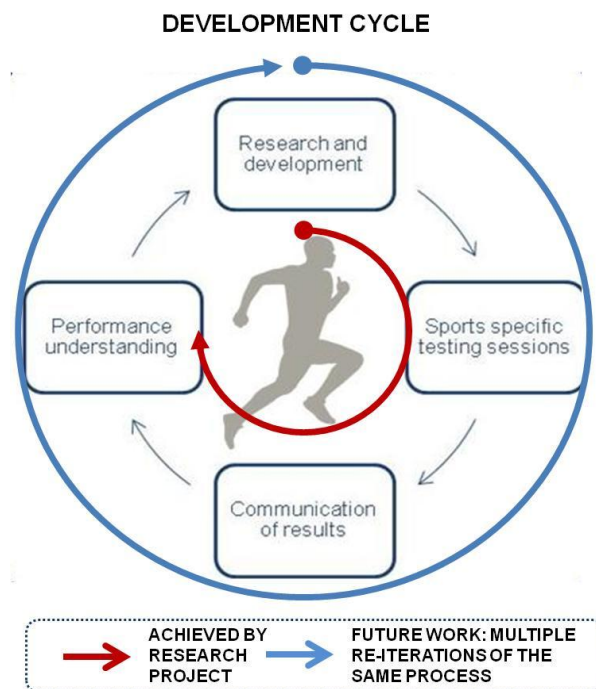 DEVELOPMENT CYCLE
Research and
development
Performance
understanding
Sports specific
testing sessions
Communication
of results
ACHIEVED BY
RESEARCH
PROJECT
FUTURE WORK: MULTIPLE
RE-ITERATIONS OF THE
SAME PROCESS